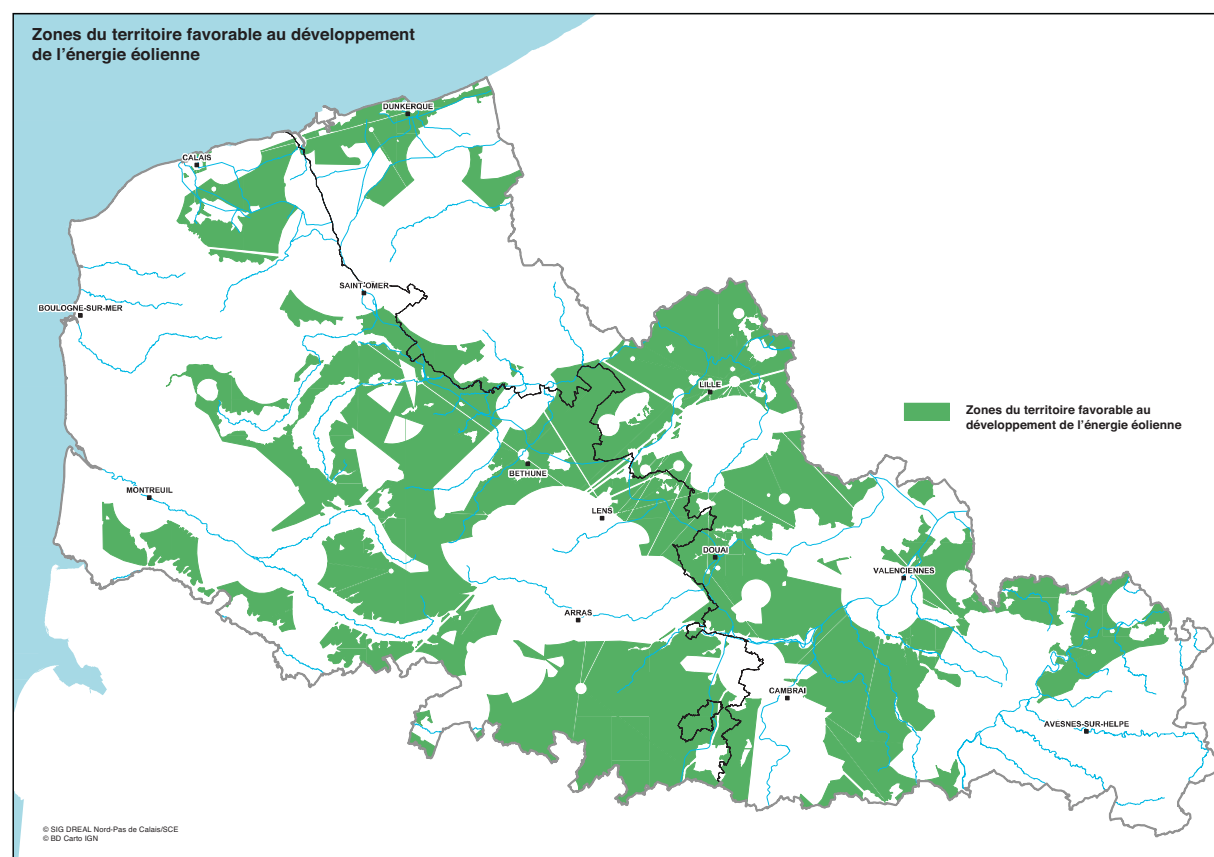 Zones du territoire favorable au développement
de l'énergie éolienne
DUNKERQUE
CALAIS
SAINT-OMER
BOULOGNE-SUR-MER
LILLE
Zones du territoire favorable au
développement de l'énergie éolienne
BETHUNE
MONTREUIL
LENS
DOUAI
VALENCIENNES
ARRAS
CAMBRAI
AVESNES-SUR-HELPE
© SIG DREAL Nord-Pas de Calais/SCE
© BD Carto IGN